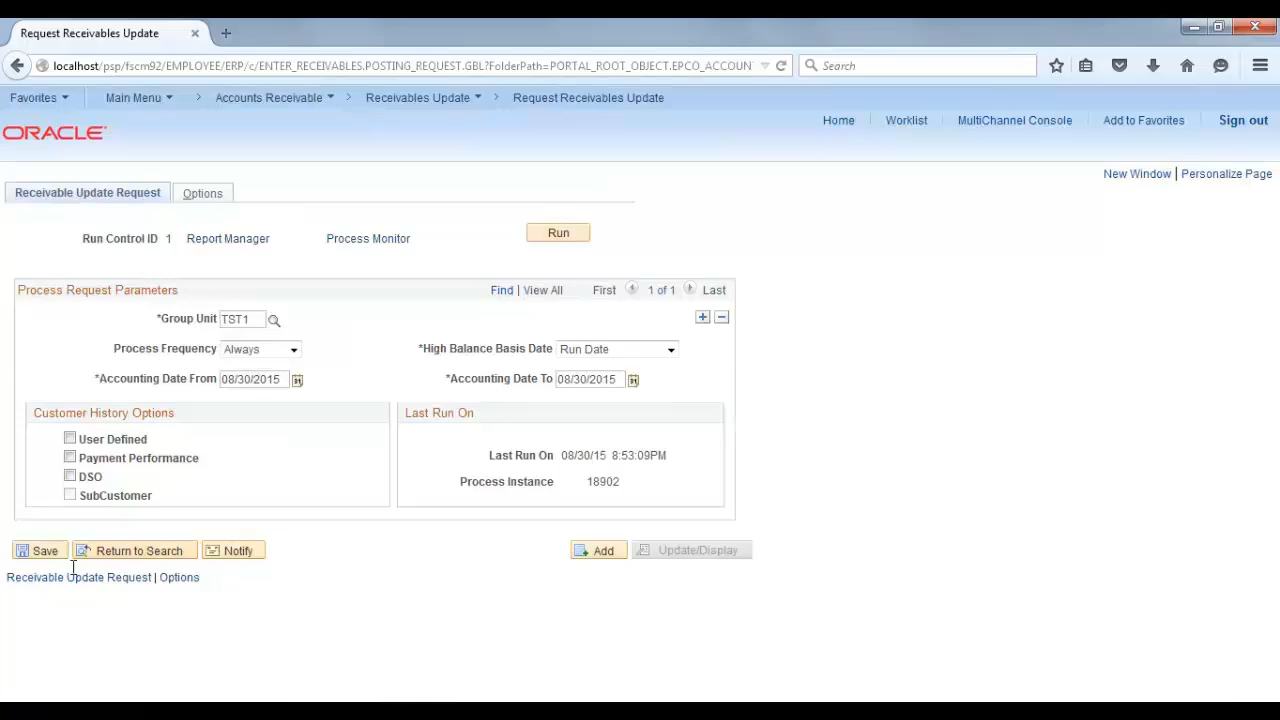 Request Receivables Update
localhost/psp/fscm92/EMPLOYEE/ERP/c/ENTER_RECEIVABLES.POSTING_REQUEST.GBL?FolderPath=PORTAL_ROOT_OBJECT.EPCO_ACCOUN
Search
Favorites Main Menu Accounts Receivable Receivables Update Request Receivables Update
Home Worklist MultiChannel Console Add to Favorites Sign out
ORACLE
New Window | Personalize Page
Receivable Update Request Options
Run Control ID 1 Report Manager Process Monitor Run
Process Request Parameters Find | View All First 1 of 1 Last
*Group Unit TST1
Process Frequency Always *High Balance Basis Date Run Date
*Accounting Date From 08/30/2015 *Accounting Date To 08/30/2015
Customer History Options Last Run On
User Defined
Payment Performance Last Run On 08/30/15 8:53:09PM
DSO Process Instance 18902
SubCustomer
Save Return to Search Notify Add Update/Display
Receivable Update Request | Options